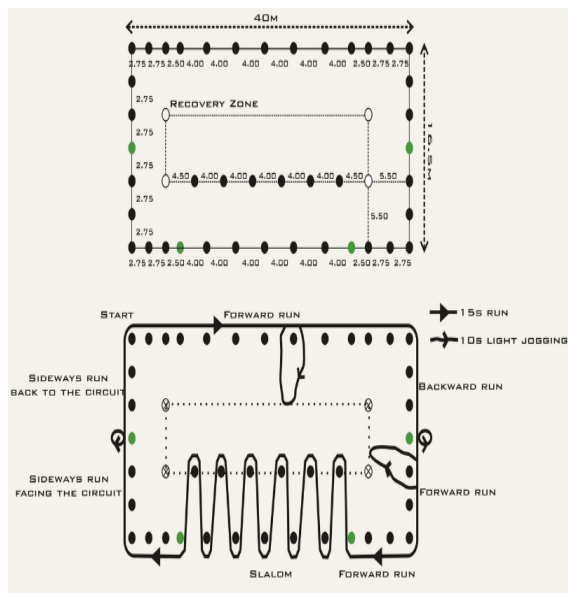 40m
2.75 2.75 2.50 4.00 4.00 4.00 4.00 4.00 4.00 2.50 2.75 2.75
2.75
Recovery Zone
2.75
16.5m
2.75
4.50 4.00 4.00 4.00 4.00 4.50 5.50
2.75
5.50
2.75
2.75 2.75 2.50 4.00 4.00 4.00 4.00 4.00 4.00 2.50 2.75 2.75
Start
Forward run
15s run
10s light jogging
Sideways run
back to the circuit
Backward run
Sideways run
facing the circuit
Forward run
Slalom
Forward run